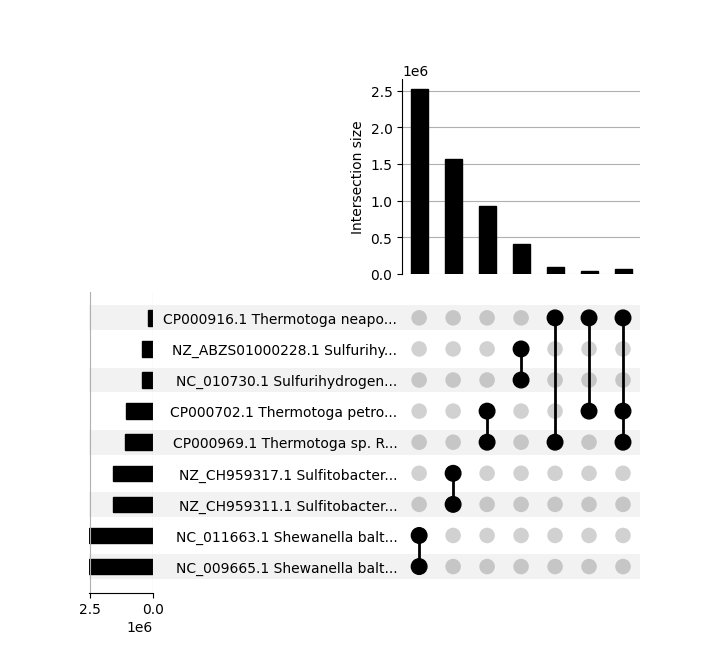 1e6
2.5
2.0
1.5
1.0
0.5
0.0
Intersection size
CP000916.1 Thermotoga neapo...
NZ_ABZS01000228.1 Sulfurihy...
NC_010730.1 Sulfurihydrogen...
CP000702.1 Thermotoga petro...
CP000969.1 Thermotoga sp. R...
NZ_CH959317.1 Sulfitobacter...
NZ_CH959311.1 Sulfitobacter...
NC_011663.1 Shewanella balt...
NC_009665.1 Shewanella balt...
2.5 0.0
1e6